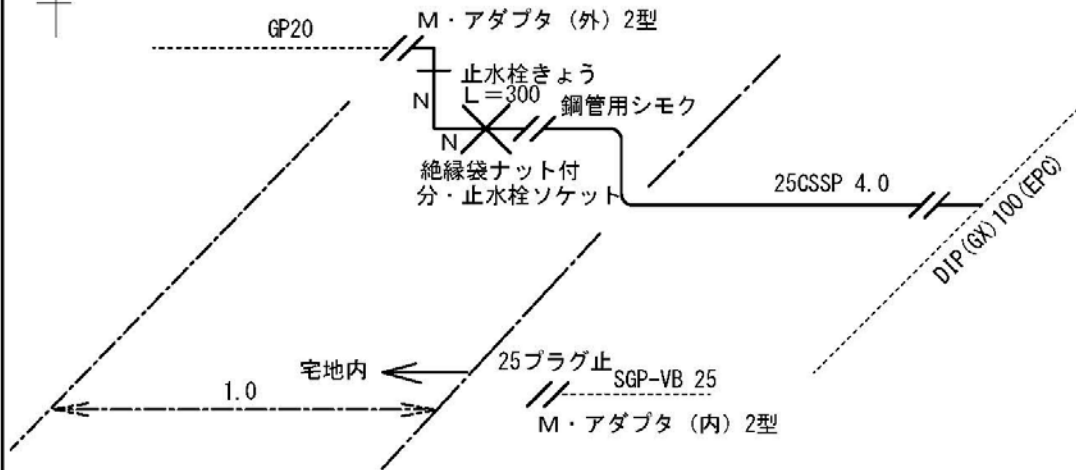 GP20
M・アダプタ (外) 2型
止水栓きょう
L=300
N
鋼管用シモク
N
絶縁袋ナット付
分・止水栓ソケット
25CSSP 4.0
DIP(GX)100(EPC)
宅地内
1.0
25プラグ止
SGP-VB 25
M・アダプタ (内) 2型